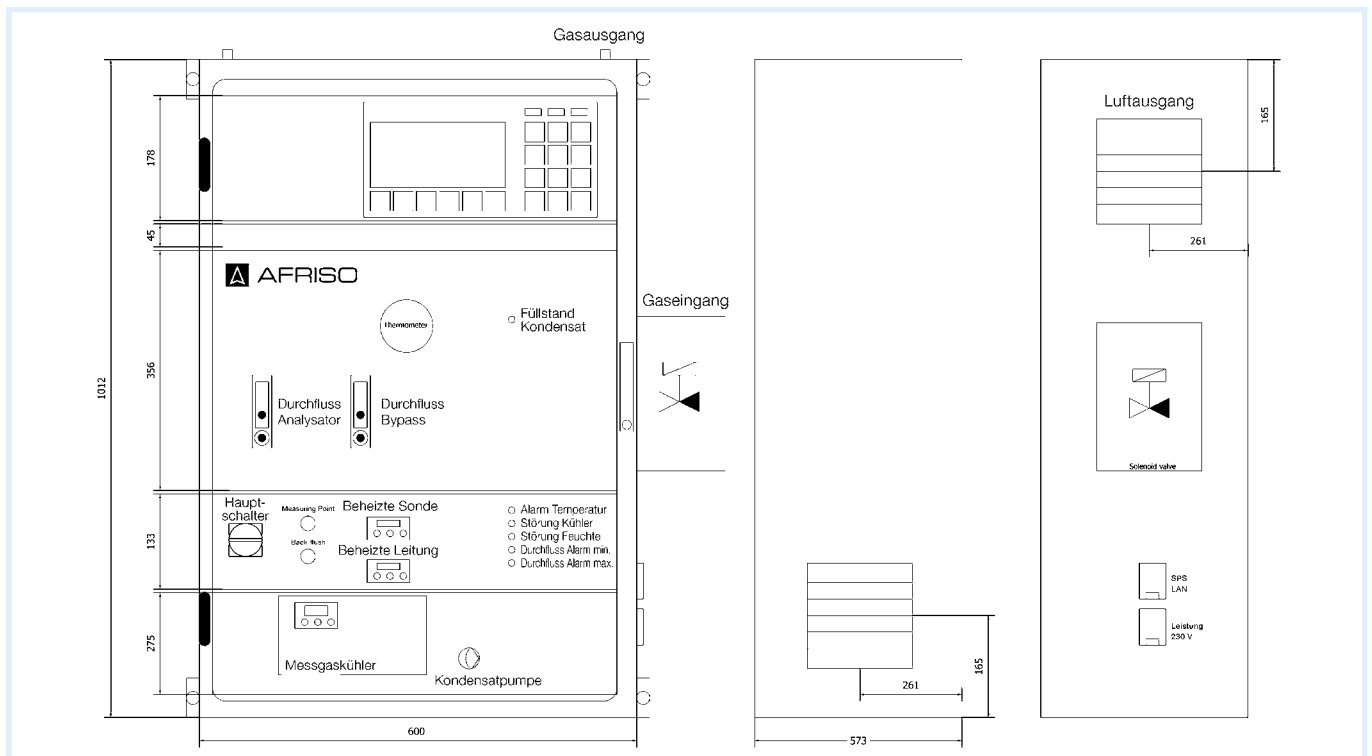 Gasausgang
178
45
356
1012
133
275
600
AFRISO
Thermometer
Füllstand
Kondensat
Durchfluss
Analysator
Durchfluss
Bypass
Gaseingang
Haupt-
schalter
Measuring Point
Back flush
Beheizte Sonde
Beheizte Leitung
Alarm Temperatur
Störung Kühler
Störung Feuchte
Durchfluss Alarm min.
Durchfluss Alarm max.
Messgaskühler
Kondensatpumpe
165
261
573
Luftausgang
165
261
Solenoid valve
SPS
LAN
Leistung
230 V